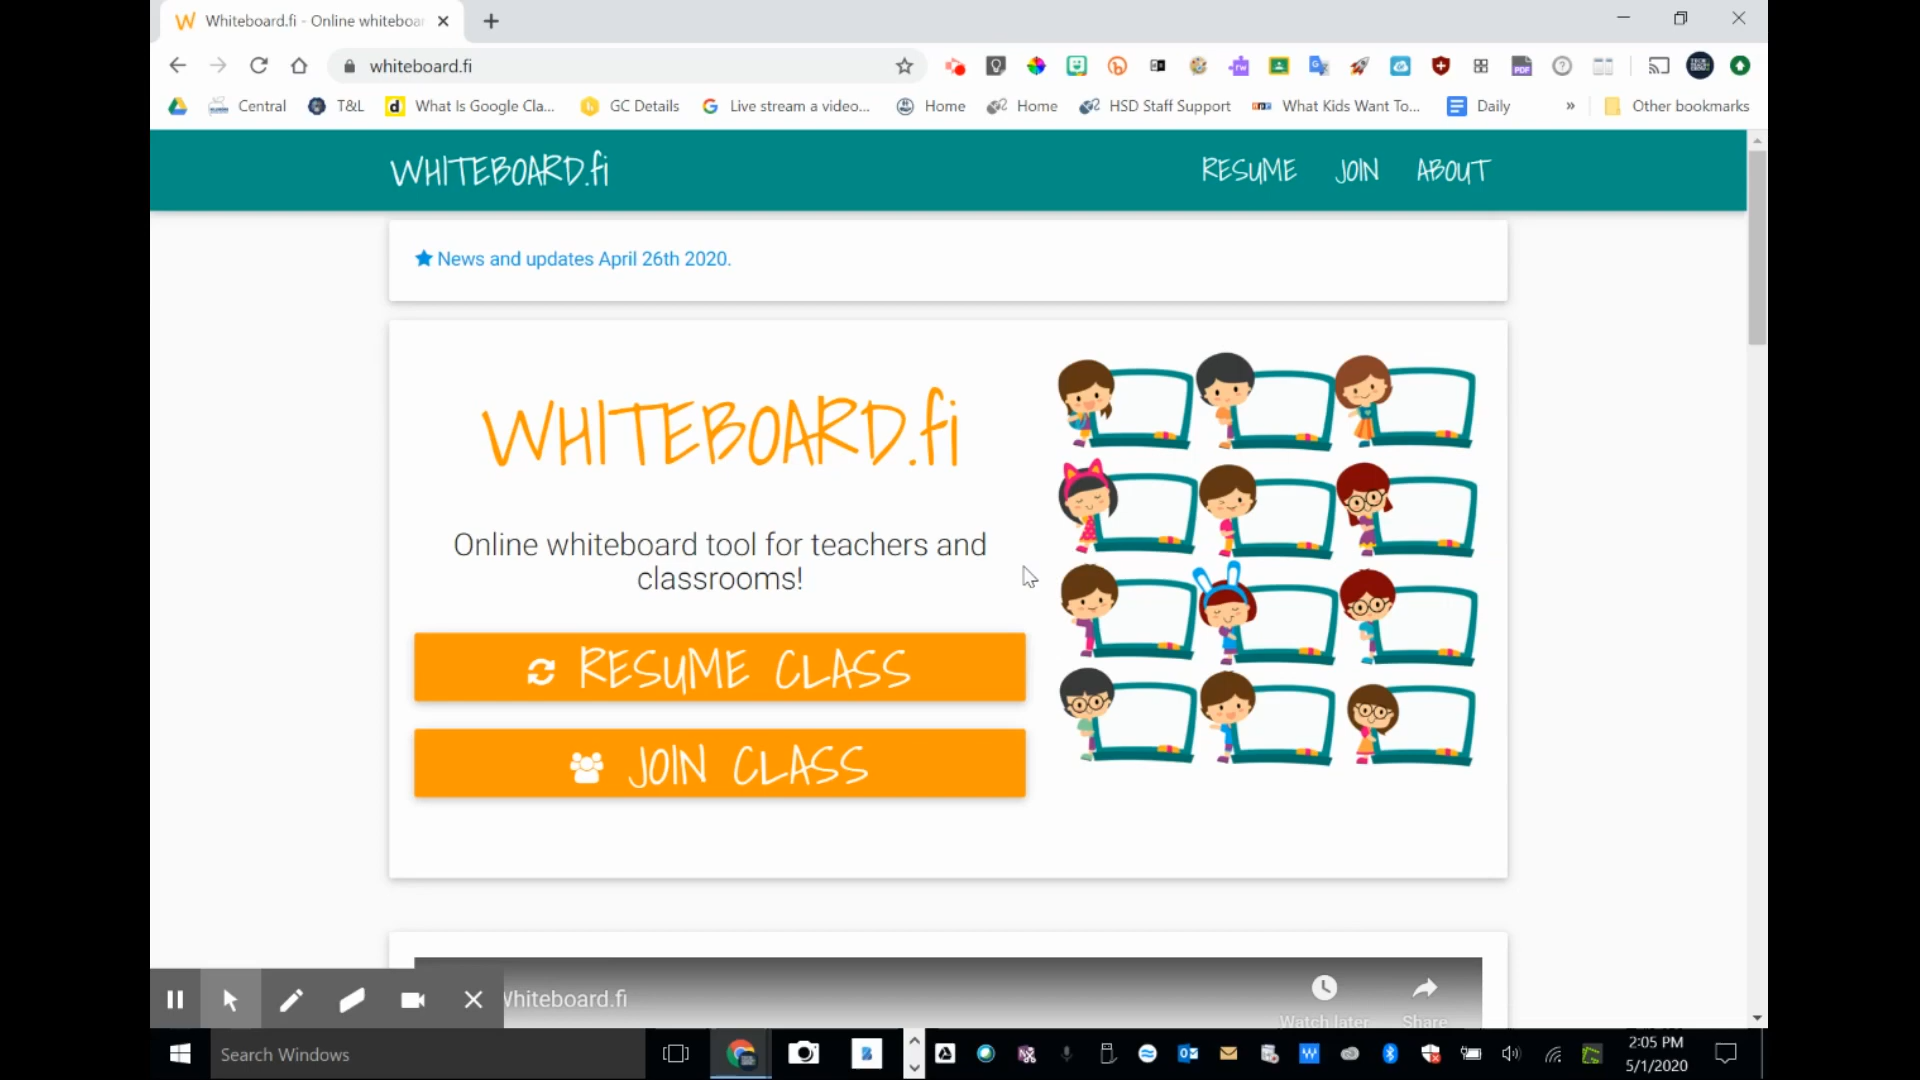 Whiteboard.fi - Online whiteboar
whiteboard.fi
Central
T&L
What Is Google Cla...
GC Details
Live stream a video...
Home
Home
HSD Staff Support
What Kids Want To...
Daily
»
Other bookmarks
WHITEBOARD.fi
RESUME
JOIN
ABOUT
News and updates April 26th 2020.
WHITEBOARD.fi
Online whiteboard tool for teachers and
classrooms!
RESUME CLASS
JOIN CLASS
Whiteboard.fi
Watch later
Share
Search Windows
2:05 PM
5/1/2020